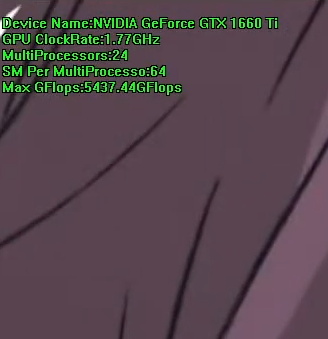 Device Name:NVIDIA GeForce GTX 1660 Ti
GPU ClockRate:1.77GHz
MultiProcessors:24
SM Per MultiProcesso:64
Max GFlops:5437.44GFlops